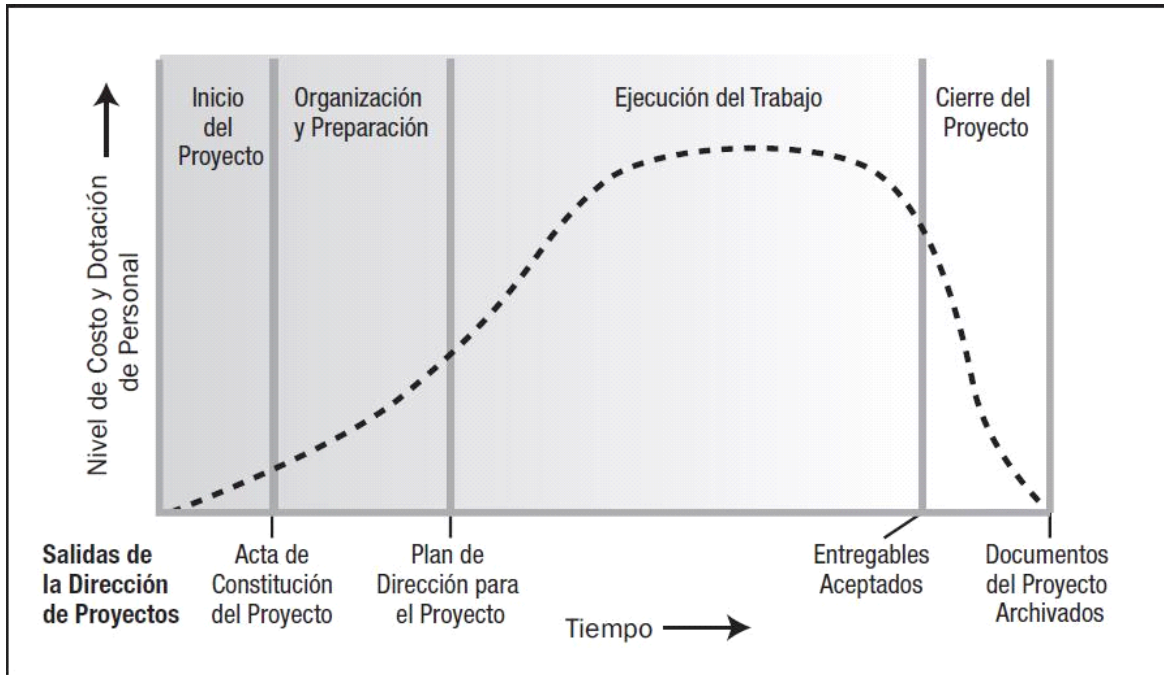 Inicio
del
Proyecto
Organización
y Preparación
Ejecución del Trabajo
Cierre del
Proyecto
Nivel de Costo y Dotación
de Personal
Salidas de
la Dirección
de Proyectos
Acta de
Constitución
del Proyecto
Plan de
Dirección para
el Proyecto
Tiempo
Entregables
Aceptados
Documentos
del Proyecto
Archivados